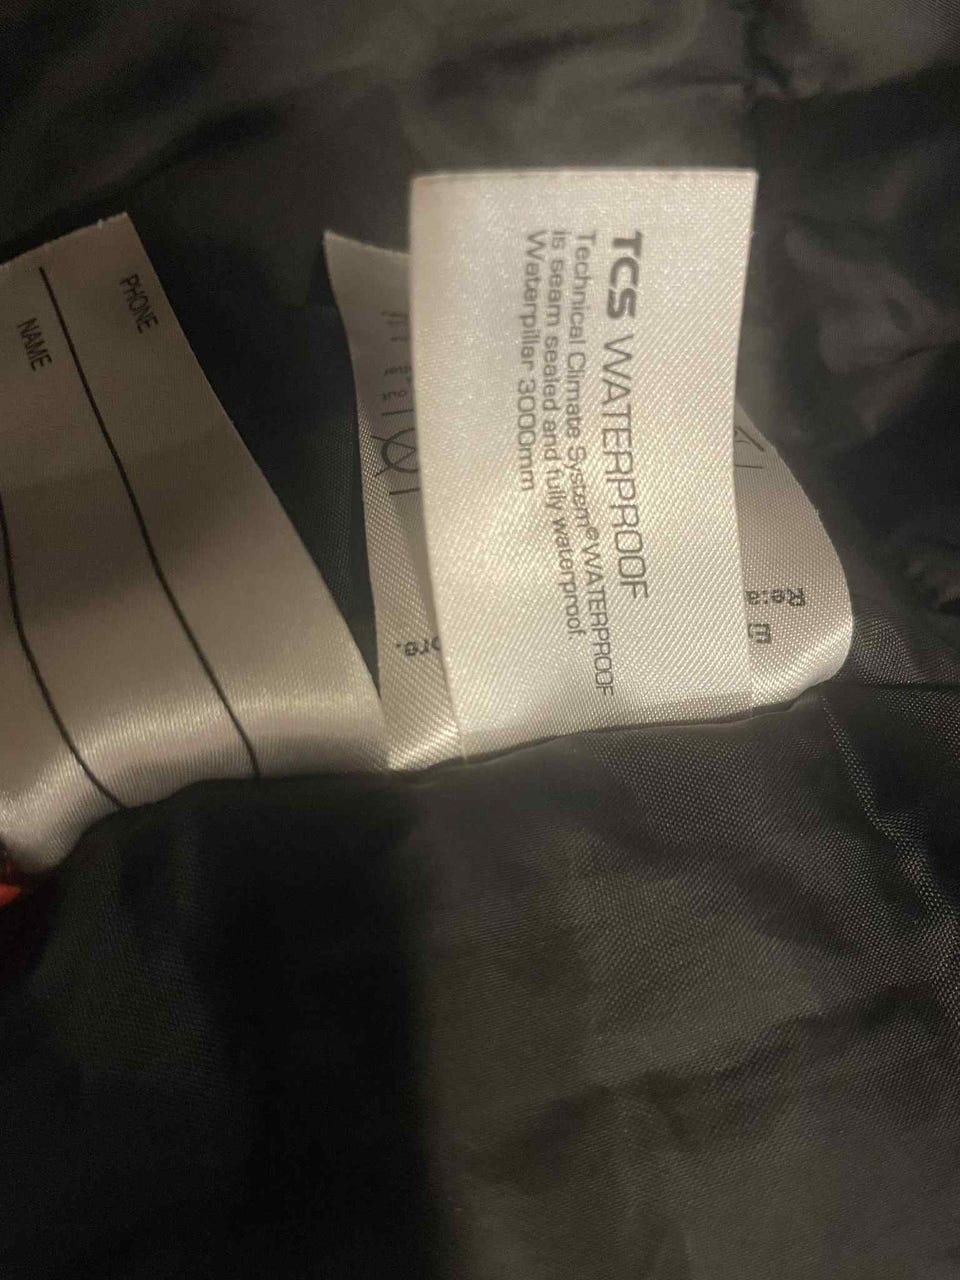 PHONE
NAME
TCS WATERPROOF
Technical Climate System©WATERPROOF
is seam sealed and fully waterproof.
Waterpillar 3000mm